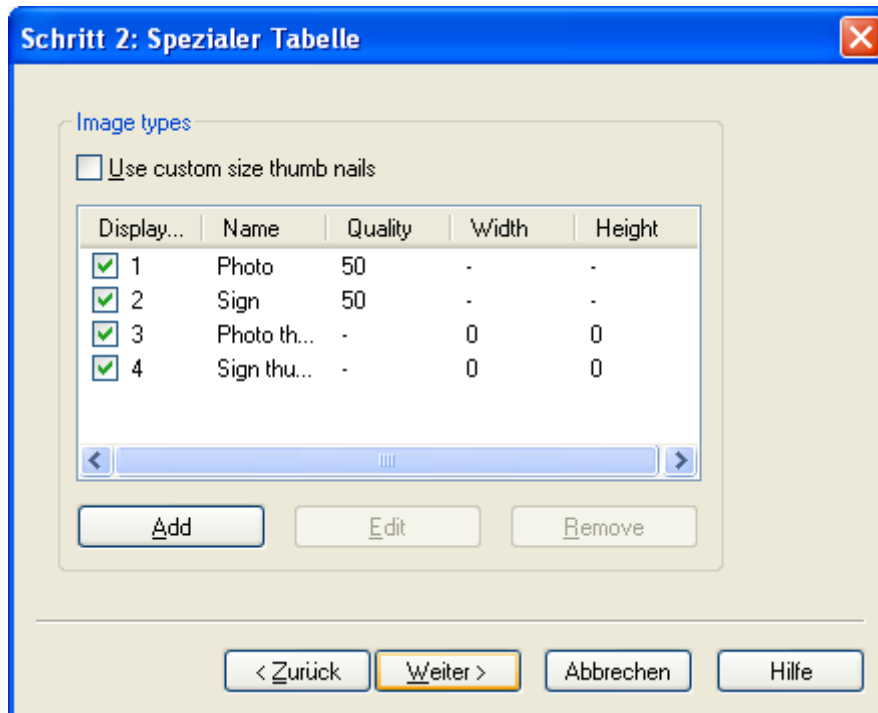 Schritt 2: Spezialer Tabelle
Image types
Use custom size thumb nails
Display... Name Quality Width Height
1 Photo 50 - -
2 Sign 50 - -
3 Photo th... - 0 0
4 Sign thu... - 0 0
Add Edit Remove
< Zurück Weiter > Abbrechen Hilfe